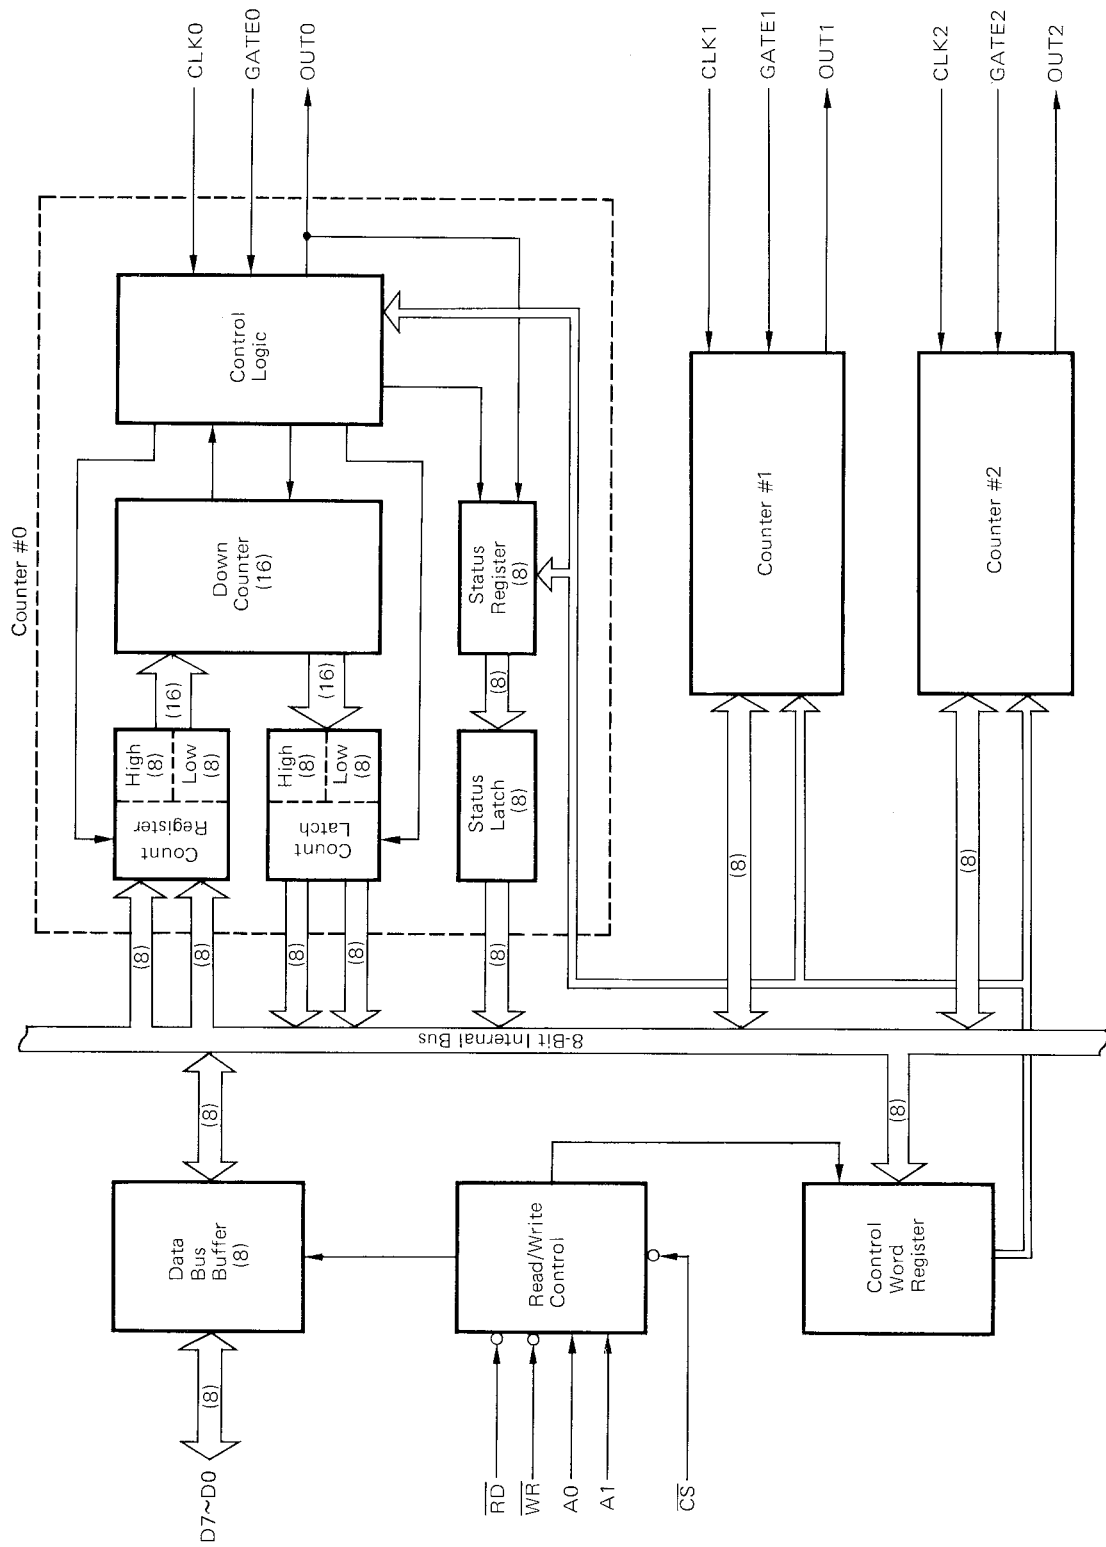 CLK0
GATE0
OUT0
CLK1
GATE1
OUT1
CLK2
GATE2
OUT2
Counter #0
Control
Logic
Down
Counter
(16)
Status
Register
(8)
Counter #1
Counter #2
(16)
(16)
(8)
Count
Register
High
(8)
Low
(8)
Count
Latch
High
(8)
Low
(8)
Status
Latch
(8)
(8)
(8)
(8)
(8)
(8)
(8)
(8)
8-Bit Internal Bus
(8)
(8)
Data
Bus
Buffer
(8)
Read/Write
Control
Control
Word
Register
(8)
D7~D0
RD
WR
A0
A1
CS